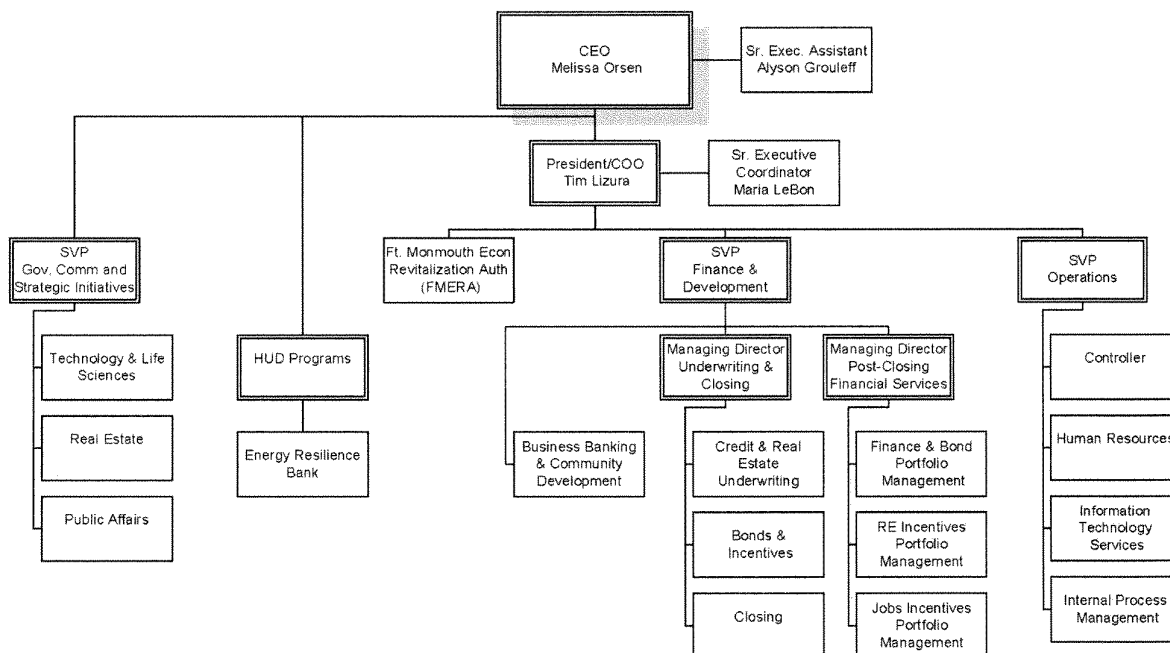 CEO
Melissa Orsen
Sr. Exec. Assistant
Alyson Grouleff
President/COO
Tim Lizura
Sr. Executive
Coordinator
Maria LeBon
SVP
Gov, Comm and
Strategic Initiatives
Ft. Monmouth Econ
Revitalization Auth
(FMERA)
SVP
Finance &
Development
SVP
Operations
Technology & Life
Sciences
Real Estate
Public Affairs
HUD Programs
Energy Resilience
Bank
Business Banking
& Community
Development
Managing Director
Underwriting &
Closing
Credit & Real
Estate
Underwriting
Bonds &
Incentives
Closing
Managing Director
Post-Closing
Financial Services
Finance & Bond
Portfolio
Management
RE Incentives
Portfolio
Management
Jobs Incentives
Portfolio
Management
Controller
Human Resources
Information
Technology
Services
Internal Process
Management